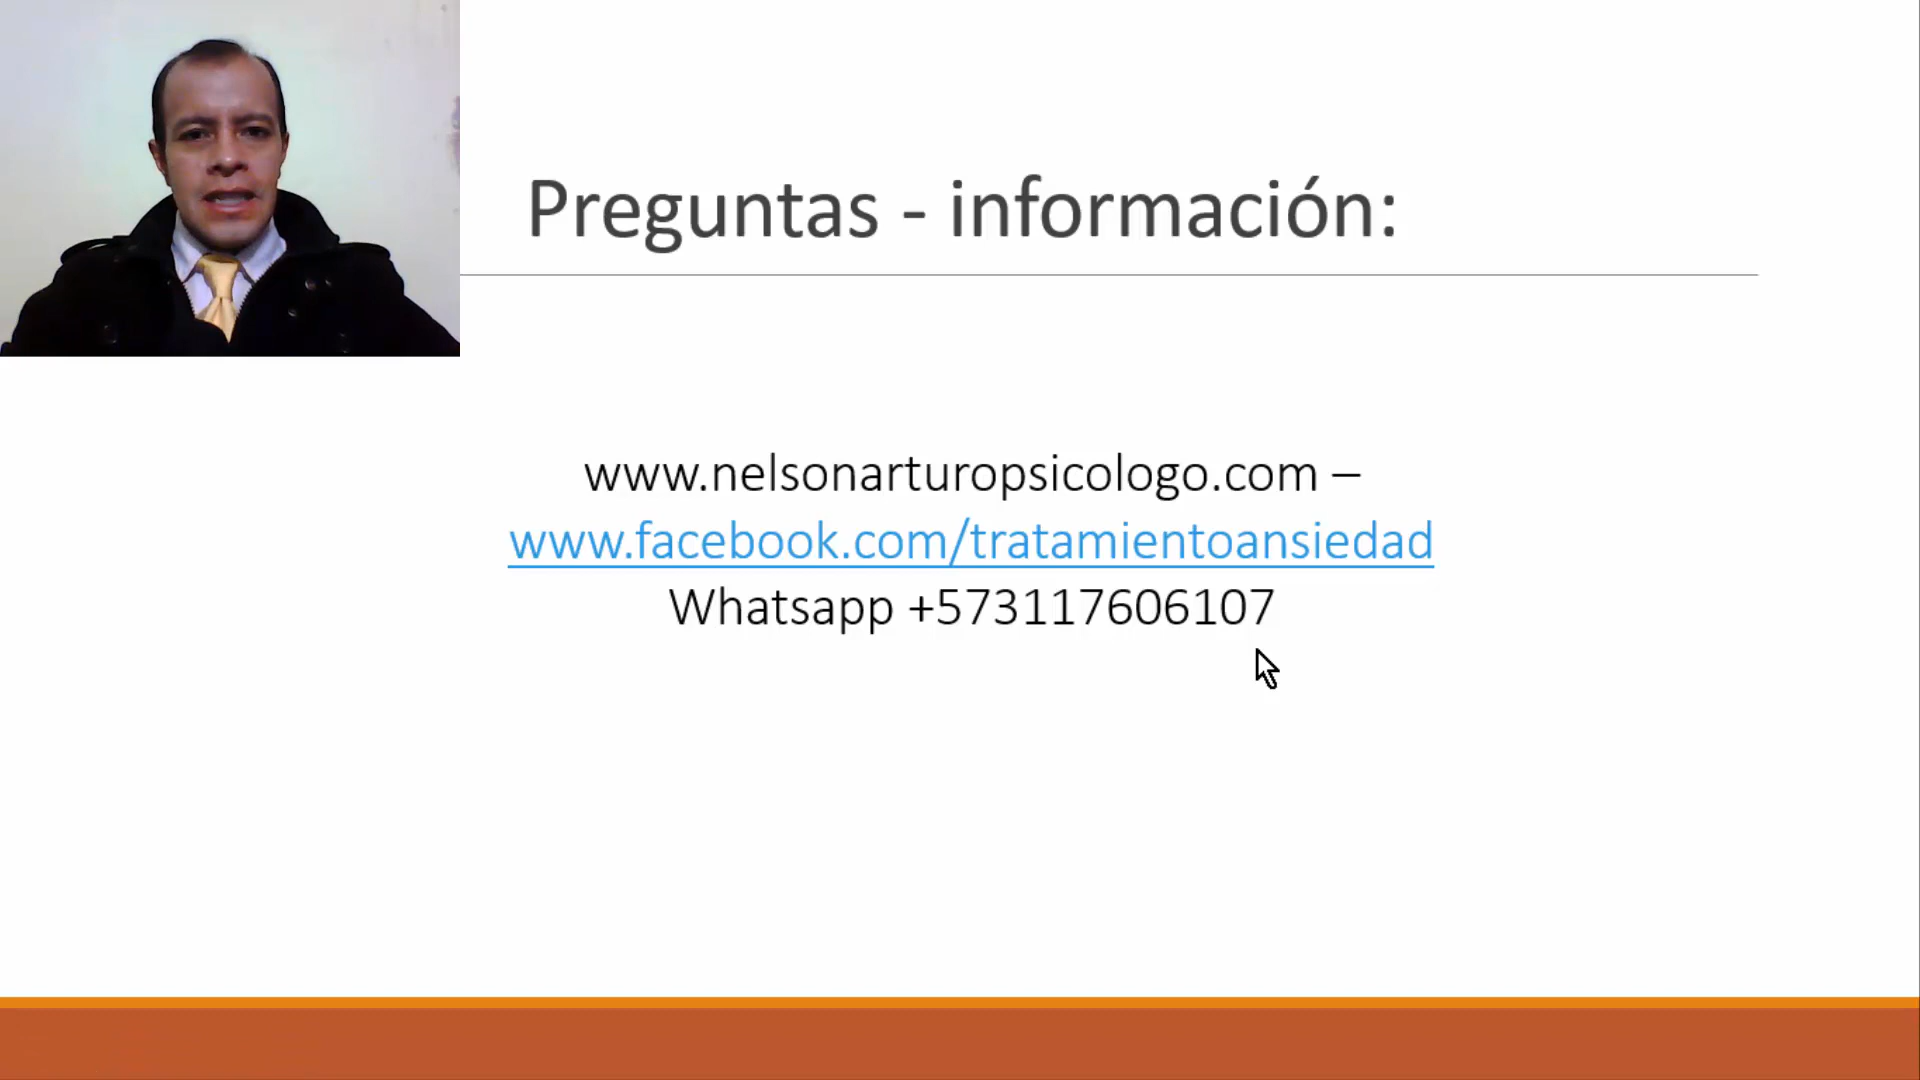 Preguntas - información:
www.nelsonarturopsicologo.com –
www.facebook.com/tratamientoansiedad
Whatsapp +573117606107